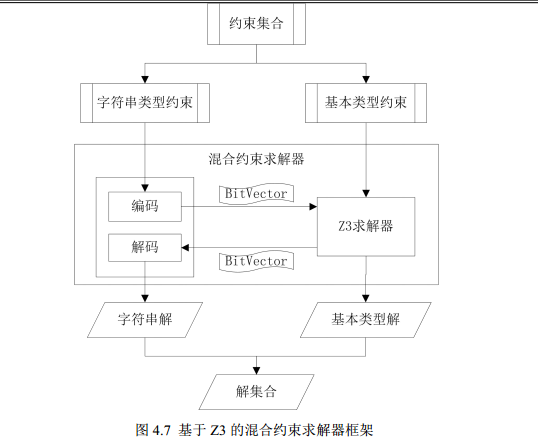 约束集合
字符串类型约束
基本类型约束
混合约束求解器
编码
BitVector
Z3求解器
解码
BitVector
字符串解
基本类型解
解集合
图 4.7 基于 Z3 的混合约束求解器框架